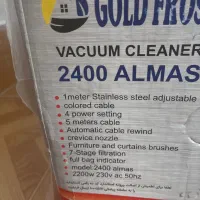 GOLD FROS
VACUUM CLEANER
2400 ALMAS
1meter Stainless steel adjustable
colored cable
4 power setting
5 meters cable
Automatic cable rewind
crevice nozzle
Furniture and curtains brushes
7-Stage filtration
full bag indicator
model:2400 almas
2200w 230v ac 50hz